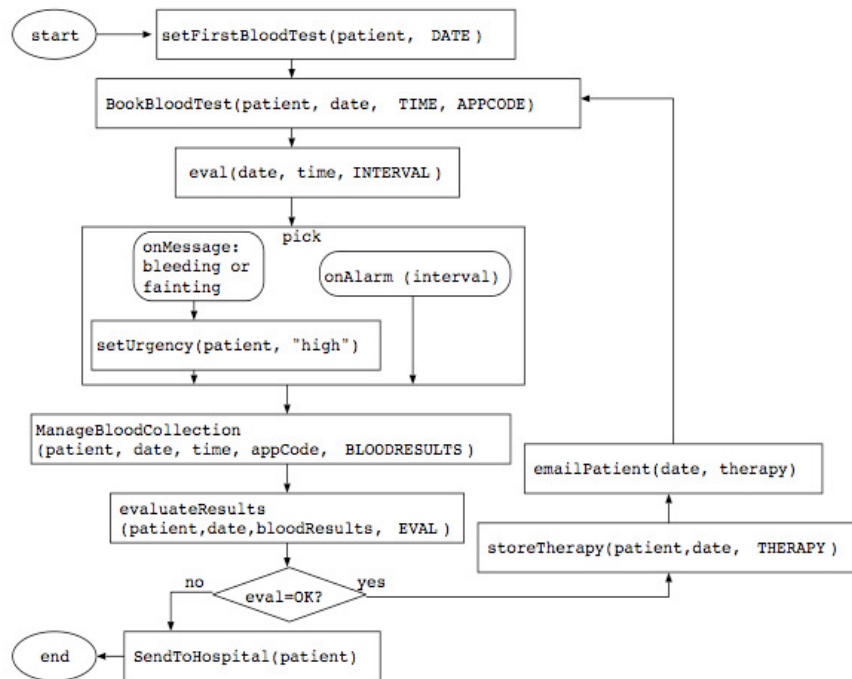 start
setFirstBloodTest(patient, DATE)
BookBloodTest(patient, date, TIME, APPCODE)
eval(date, time, INTERVAL)
pick
onMessage:
bleeding or
fainting
onAlarm (interval)
setUrgency(patient, "high")
ManageBloodCollection
(patient, date, time, appCode, BLOODRESULTS)
emailPatient(date, therapy)
evaluateResults
(patient,date,bloodResults, EVAL)
storeTherapy(patient,date, THERAPY)
no
yes
eval=OK?
end
SendToHospital(patient)